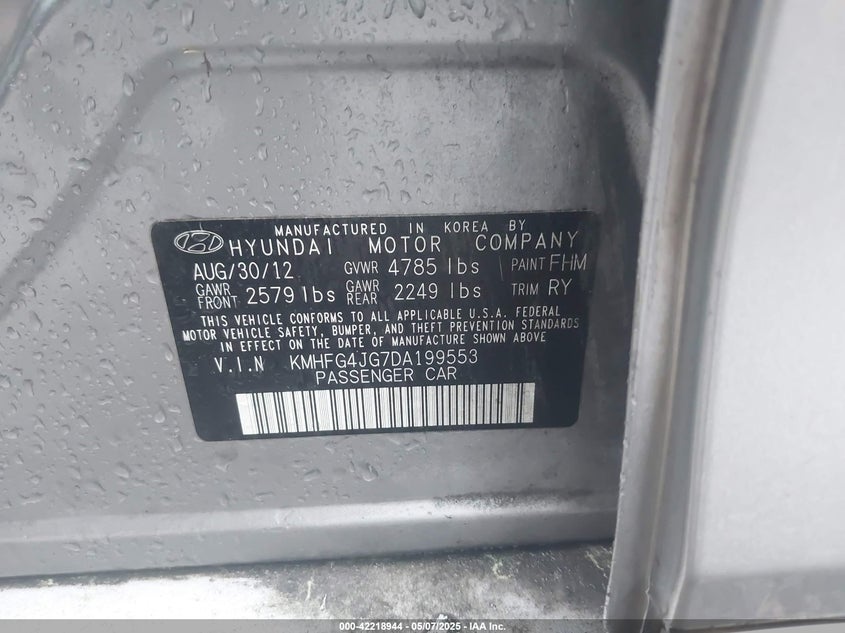 MANUFACTURED IN KOREA BY
HYUNDAI MOTOR COMPANY
AUG/30/12 GVWR 4785 lbs PAINT FHM
GAWR FRONT 2579 lbs GAWR REAR 2249 lbs TRIM RY
THIS VEHICLE CONFORMS TO ALL APPLICABLE U.S.A. FEDERAL
MOTOR VEHICLE SAFETY, BUMPER, AND THEFT PREVENTION STANDARDS
IN EFFECT ON THE DATE OF MANUFACTURE SHOWN ABOVE
V.I.N KMHFG4JG7DA199553
PASSENGER CAR
000-42218944 - 05/07/2025 - IAA Inc.